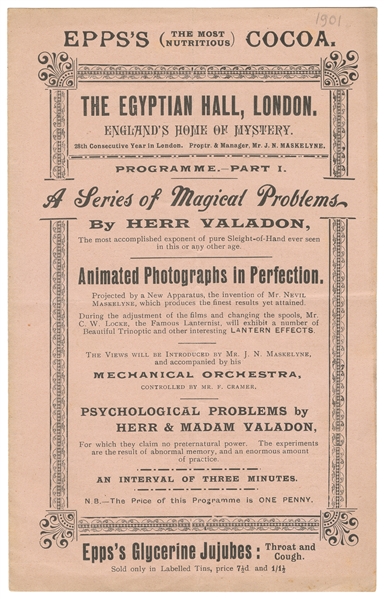 1901.
EPPS'S (THE MOST NUTRITIOUS) COCOA.
THE EGYPTIAN HALL, LONDON.
ENGLAND'S HOME OF MYSTERY.
28th Consecutive Year in London. Proptr. & Manager, Mr. J. N. MASKELYNE.
PROGRAMME.—PART I.
A Series of Magical Problems
BY HERR VALADON,
The most accomplished exponent of pure Sleight-of-Hand ever seen
in this or any other age.
Animated Photographs in Perfection.
Projected by a New Apparatus, the invention of Mr. NEVIL
MASKELYNE, which produces the finest results yet attained.
During the adjustment of the films and changing the spools, Mr.
C. W. LOCKE, the Famous Lanternist, will exhibit a number of
Beautiful Trinoptic and other interesting LANTERN EFFECTS.
THE VIEWS WILL BE INTRODUCED BY MR. J. N. MASKELYNE,
and accompanied by his
MECHANICAL ORCHESTRA,
CONTROLLED BY MR. F. CRAMER,
PSYCHOLOGICAL PROBLEMS by
HERR & MADAM VALADON,
For which they claim no preternatural power. The experiments
are the result of abnormal memory, and an enormous amount
of practice.
AN INTERVAL OF THREE MINUTES.
N.B.—The Price of this Programme is ONE PENNY.
Epps's Glycerine Jujubes: Throat and
Cough.
Sold only in Labelled Tins, price 7½d and 1/1½